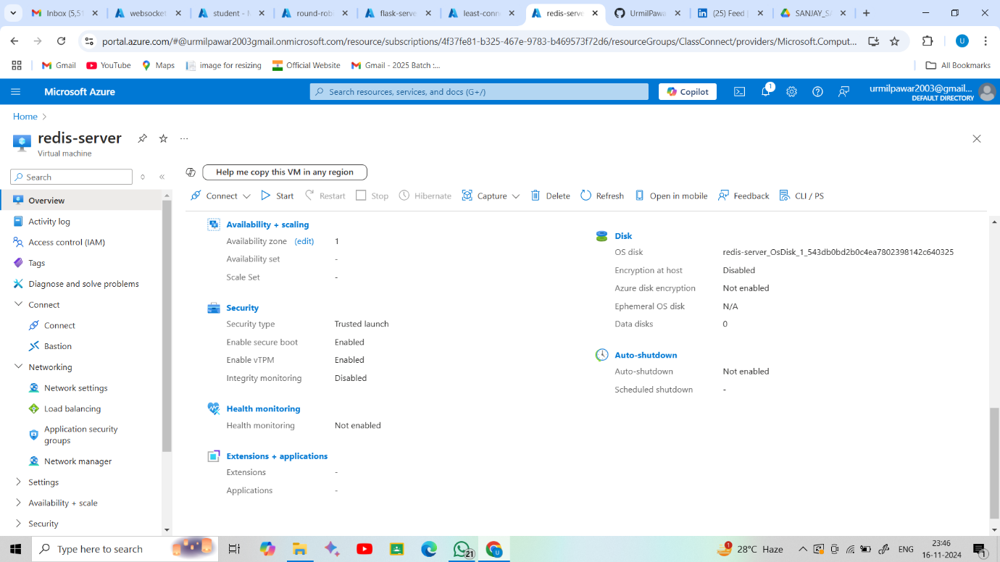 Inbox (5,51
websocket
student - M
round-rob
flask-serve
least-conn
redis-serve
UrmilPawa
(25) Feed
SANJAY_SA
portal.azure.com/#@urmilpawar2003gmail.onmicrosoft.com/resource/subscriptions/4f37fe81-b325-467e-9783-b469573f72d6/resourceGroups/ClassConnect/providers/Microsoft.Comput...
U
Gmail
YouTube
Maps
image for resizing
Official Website
Gmail - 2025 Batch :...
All Bookmarks
Microsoft Azure
Search resources, services, and docs (G+/)
Copilot
1
urmilpawar2003@gmail...
DEFAULT DIRECTORY
Home
redis-server
Virtual machine
Search
Help me copy this VM in any region
Connect
Start
Restart
Stop
Hibernate
Capture
Delete
Refresh
Open in mobile
Feedback
CLI / PS
Overview
Activity log
Access control (IAM)
Tags
Diagnose and solve problems
Connect
Connect
Bastion
Networking
Network settings
Load balancing
Application security
groups
Network manager
Settings
Availability + scale
Security
Availability + scaling
Availability zone (edit) 1
Availability set -
Scale Set -
Security
Security type Trusted launch
Enable secure boot Enabled
Enable vTPM Enabled
Integrity monitoring Disabled
Health monitoring
Health monitoring Not enabled
Extensions + applications
Extensions -
Applications -
Disk
OS disk redis-server_OsDisk_1_543db0bd2b0c4ea7802398142c640325
Encryption at host Disabled
Azure disk encryption Not enabled
Ephemeral OS disk N/A
Data disks 0
Auto-shutdown
Auto-shutdown Not enabled
Scheduled shutdown -
Type here to search
21
1
28°C Haze
ENG
23:46
16-11-2024
1